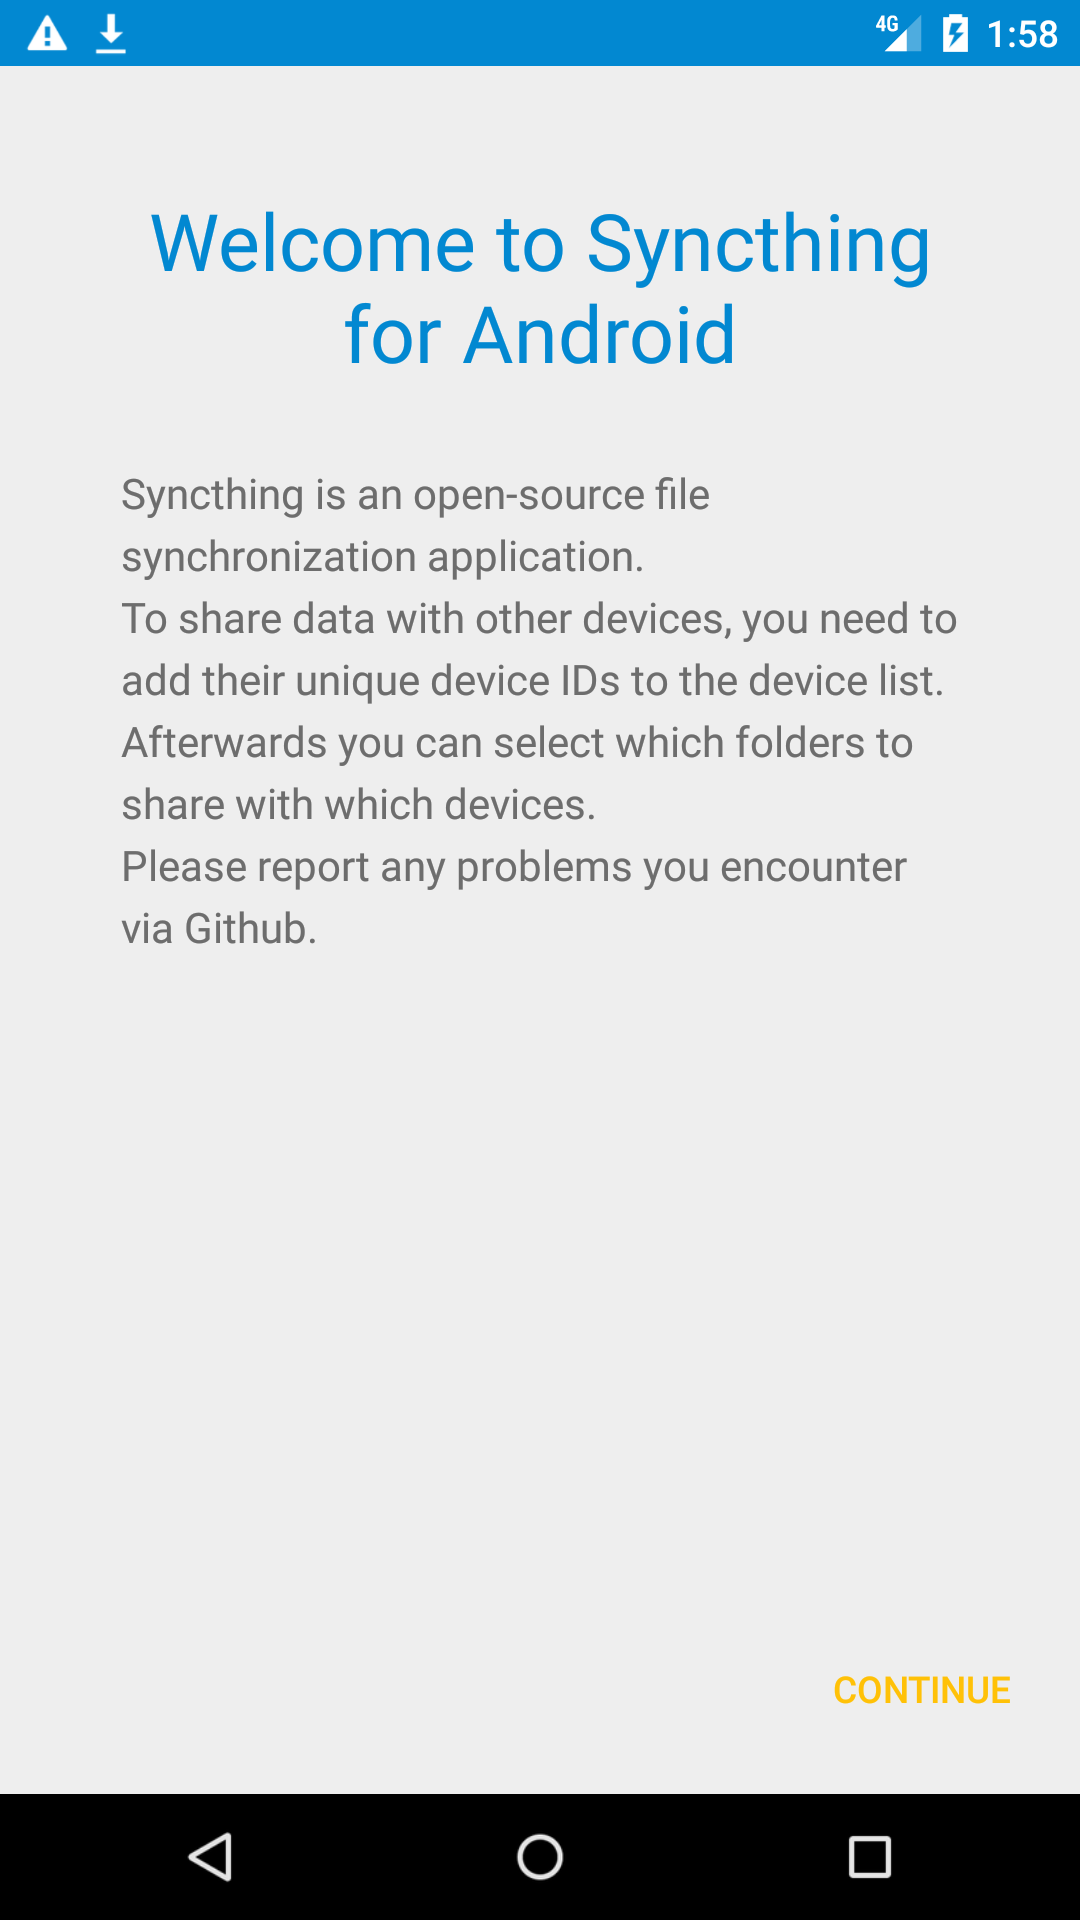 4G 1:58
Welcome to Syncthing
for Android
Syncthing is an open-source file
synchronization application.
To share data with other devices, you need to
add their unique device IDs to the device list.
Afterwards you can select which folders to
share with which devices.
Please report any problems you encounter
via Github.
CONTINUE